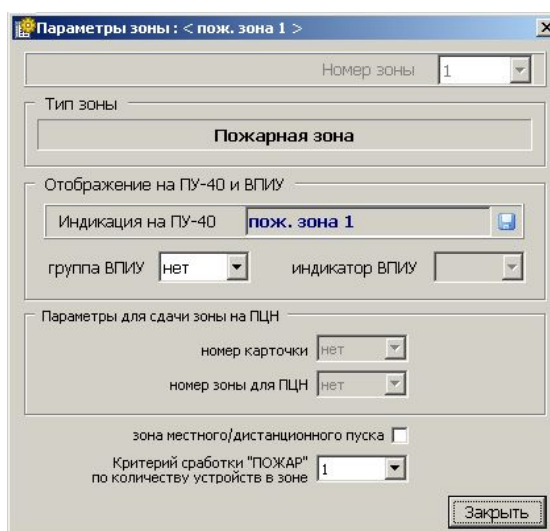 Параметры зоны : < пож. зона 1 >
Номер зоны 1
Тип зоны
Пожарная зона
Отображение на ПУ-40 и ВПИУ
Индикация на ПУ-40 пож. зона 1
группа ВПИУ нет индикатор ВПИУ
Параметры для сдачи зоны на ПЦН
номер карточки нет
номер зоны для ПЦН нет
зона местного/дистанционного пуска
Критерий сработки "ПОЖАР"
по количеству устройств в зоне 1
Закрыть